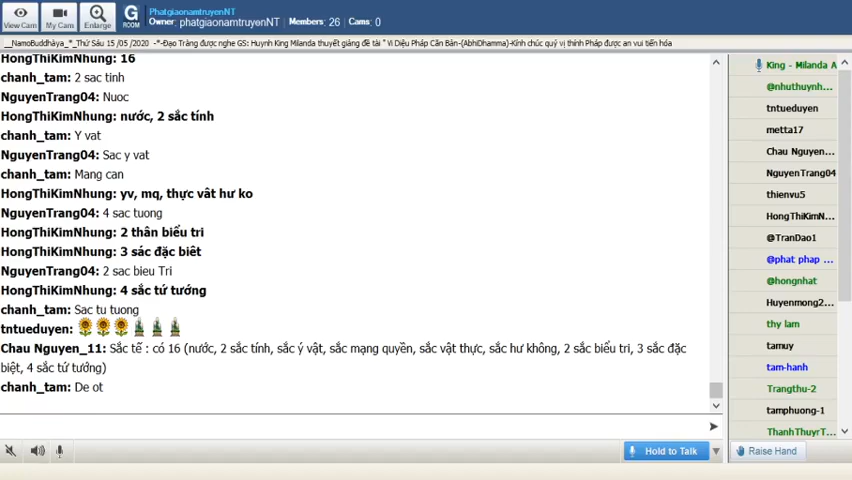 View Cam
My Cam
Enlarge
G
ROOM
PhatgiaonamtruyenNT
Owner: phatgiaonamtruyenNT Members: 26 Cams: 0
__NamoBuddhàya_*_Thứ Sáu 15 /05 /2020 -*-Đạo Tràng được nghe GS: Huynh King Milanda thuyết giảng đề tài " Vi Diệu Pháp Căn Bản-(AbhiDhamma)-Kính chúc quý vị thính Pháp được an vui tiến hóa
HongThiKimNhung: 16
chanh_tam: 2 sac tinh
NguyenTrang04: Nuoc
HongThiKimNhung: nước, 2 sắc tính
chanh_tam: Y vat
NguyenTrang04: Sac y vat
chanh_tam: Mang can
HongThiKimNhung: yv, mq, thực vât hư ko
NguyenTrang04: 4 sac tuong
HongThiKimNhung: 2 thân biểu tri
HongThiKimNhung: 3 sác đặc biêt
NguyenTrang04: 2 sac bieu Tri
HongThiKimNhung: 4 sắc tứ tướng
chanh_tam: Sac tu tuong
tntueduyen:
Chau Nguyen_11: Sắc tế : có 16 (nước, 2 sắc tính, sắc ý vật, sắc mạng quyền, sắc vật thực, sắc hư không, 2 sắc biểu tri, 3 sắc đặc
biệt, 4 sắc tứ tướng)
chanh_tam: De ot
Hold to Talk
King - Milanda A
@nhuthuynh...
tntueduyen
metta17
Chau Nguyen...
NguyenTrang04
thienvu5
HongThiKimN...
@TranDao1
@phat phap ...
@hongnhat
Huyenmong2...
thy lam
tamuy
tam-hanh
Trangthu-2
tamphuong-1
ThanhThuyrT...
Raise Hand